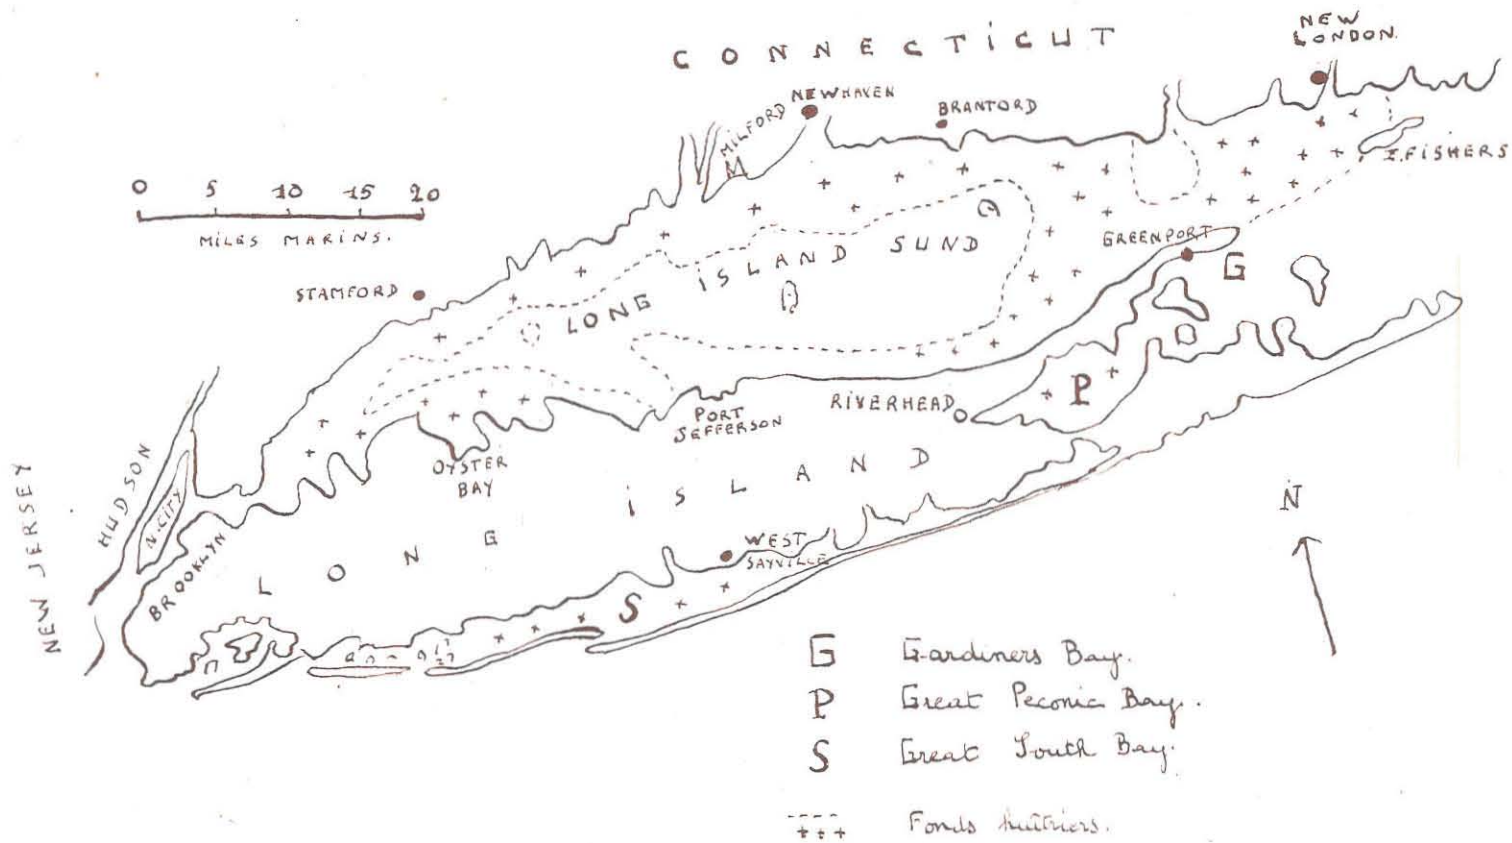 CONNECTICUT
NEW
LONDON.
NEWHAVEN
MILFORD
M
BRANFORD
I. FISHERS
0 5 10 15 20
MILES MARINS.
GREENPORT
G
LONG ISLAND SUND
STAMFORD
P
RIVERHEAD
PORT
JEFFERSON
OYSTER
BAY
HUDSON
N. CITY
NEW JERSEY
BROOKLYN
LONG ISLAND
WEST
SAYVILLE
S
N
G Gardiners Bay.
P Great Peconic Bay.
S Great South Bay.
Fonds huîtriers.